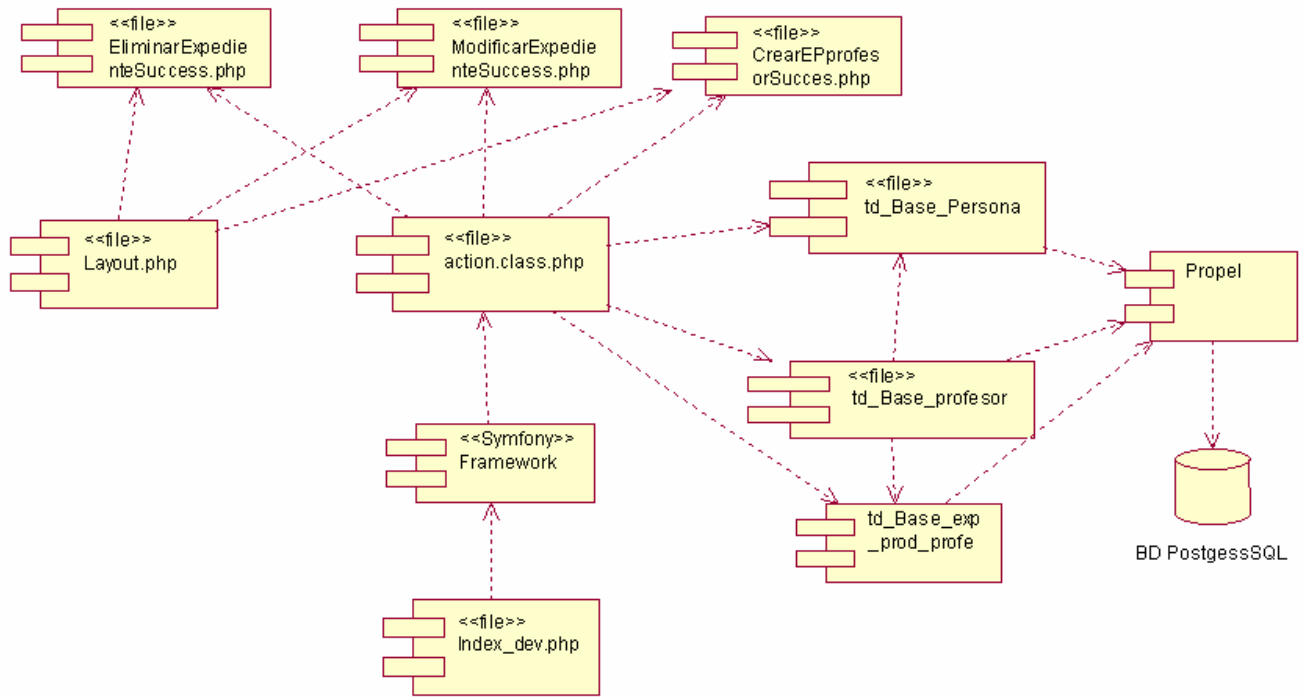 <<file>>
EliminarExpedie
nteSuccess.php
<<file>>
ModificarExpedie
nteSuccess.php
<<file>>
CrearEPprofes
orSucces.php
<<file>>
td_Base_Persona
<<file>>
Layout.php
<<file>>
action.class.php
Propel
<<file>>
td_Base_profesor
<<Symfony>>
Framework
td_Base_exp
_prod_profe
BD PostgessSQL
<<file>>
Index_dev.php